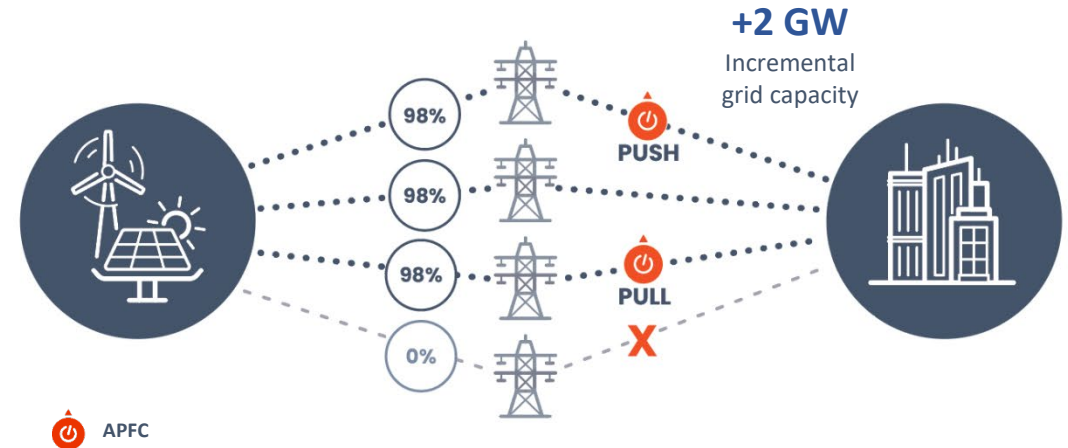 +2 GW
Incremental
grid capacity
98%
PUSH
98%
98%
PULL
X
0%
APFC